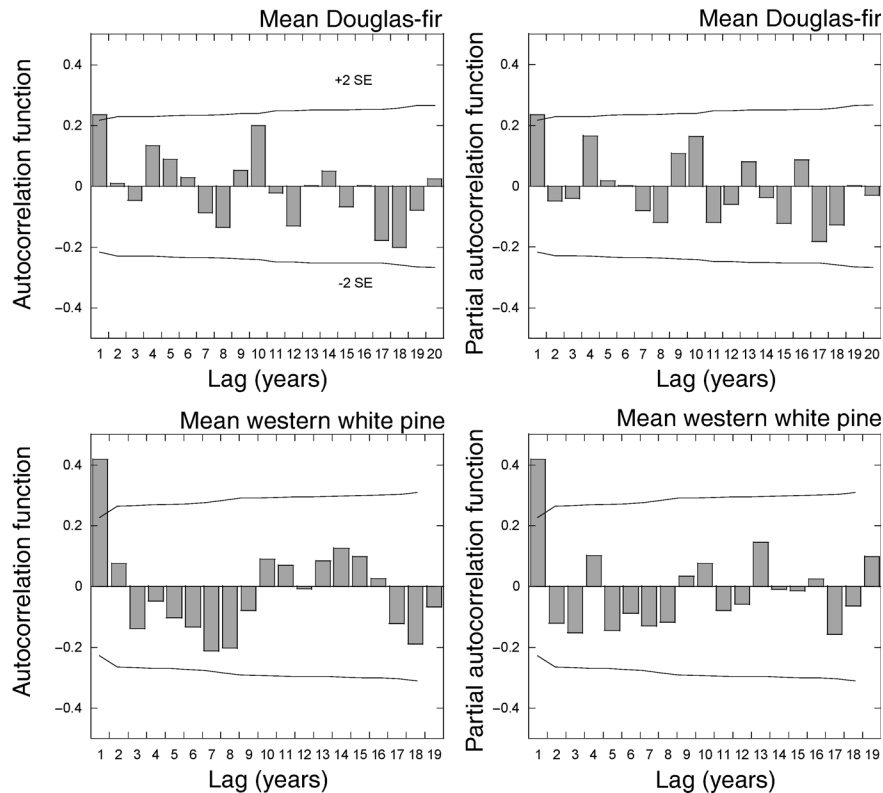 Mean Douglas-fir
Autocorrelation function
0.4
0.2
0
−0.2
−0.4
+2 SE
-2 SE
1 2 3 4 5 6 7 8 9 10 11 12 13 14 15 16 17 18 19 20
Lag (years)
Mean Douglas-fir
Partial autocorrelation function
0.4
0.2
0
−0.2
−0.4
1 2 3 4 5 6 7 8 9 10 11 12 13 14 15 16 17 18 19 20
Lag (years)
Mean western white pine
Autocorrelation function
0.4
0.2
0
−0.2
−0.4
1 2 3 4 5 6 7 8 9 10 11 12 13 14 15 16 17 18 19
Lag (years)
Mean western white pine
Partial autocorrelation function
0.4
0.2
0
−0.2
−0.4
1 2 3 4 5 6 7 8 9 10 11 12 13 14 15 16 17 18 19
Lag (years)